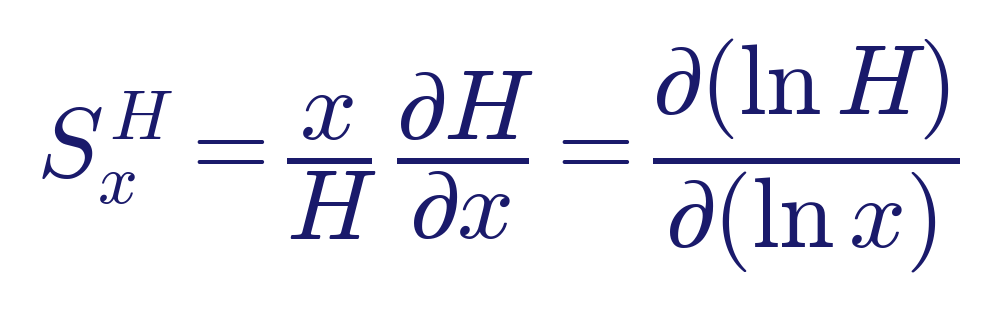 $S_x^H = \frac{x}{H} \frac{\partial H}{\partial x} = \frac{\partial (\ln H)}{\partial (\ln x)}$